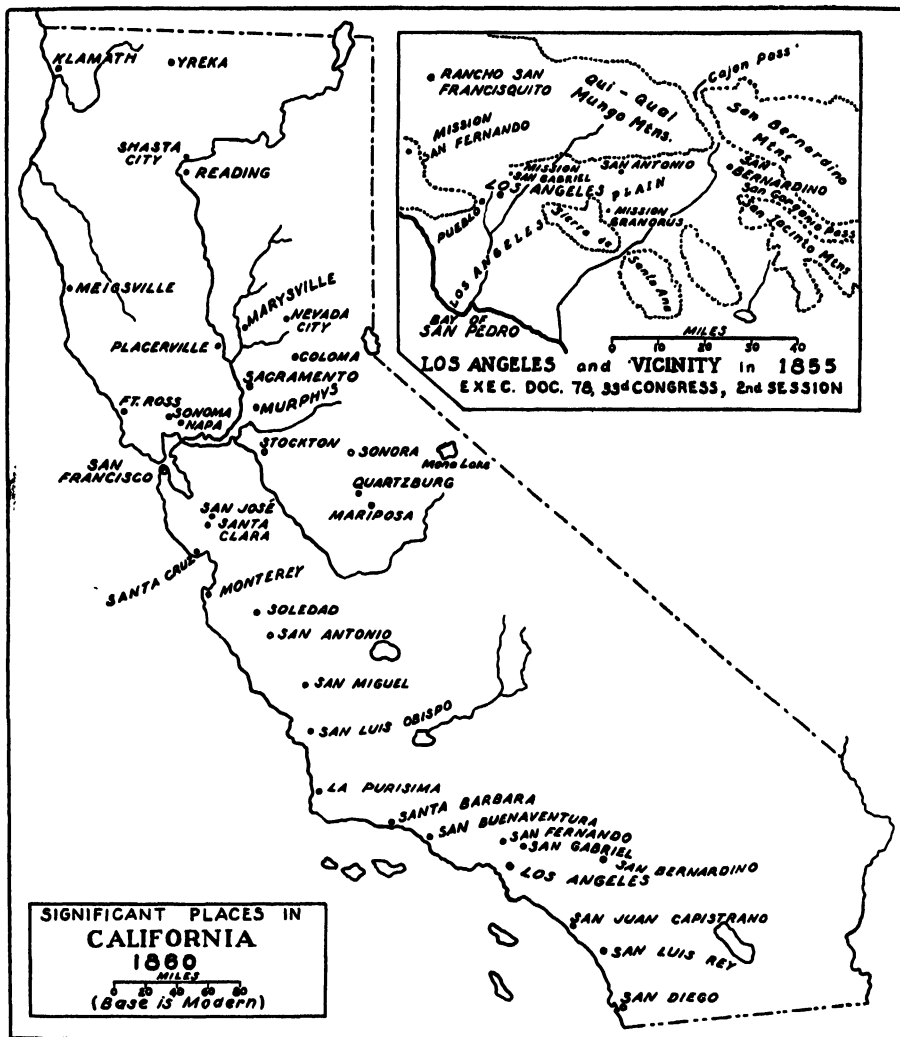 KLAMATH
YREKA
SHASTA
CITY
READING
MEIGSVILLE
MARYSVILLE
NEVADA
CITY
PLACERVILLE
COLOMA
SACRAMENTO
MURPHYS
FT. ROSS
SONOMA
NAPA
STOCKTON
SONORA
Mono Lake
SAN
FRANCISCO
QUARTZBURG
MARIPOSA
SAN JOSÉ
SANTA
CLARA
SANTA CRUZ
MONTEREY
SOLEDAD
SAN ANTONIO
SAN MIGUEL
SAN LUIS OBISPO
LA PURISIMA
SANTA BARBARA
SAN BUENAVENTURA
SAN FERNANDO
SAN GABRIEL
SAN BERNARDINO
LOS ANGELES
SAN JUAN CAPISTRANO
SAN LUIS REY
SAN DIEGO
RANCHO SAN
FRANCISQUITO
Qui-Quai
Mungo Mtns.
Cajon Pass
San Bernardino
Mtns
MISSION
SAN FERNANDO
MISSION
SAN GABRIEL
SAN ANTONIO
SAN
BERNARDINO
San Gorgonio Pass
San Jacinto Mtns
LOS ANGELES
PUEBLO
PLAIN
MISSION
BRANORUS
LOS ANGELES
Sierra de
Santa Ana
BAY OF
SAN PEDRO
MILES
0 10 20 30 40
LOS ANGELES and VICINITY in 1855
EXEC. DOC. 78, 33d CONGRESS, 2nd SESSION
SIGNIFICANT PLACES IN
CALIFORNIA
1860
MILES
0 20 40 60 80
(Base is Modern)